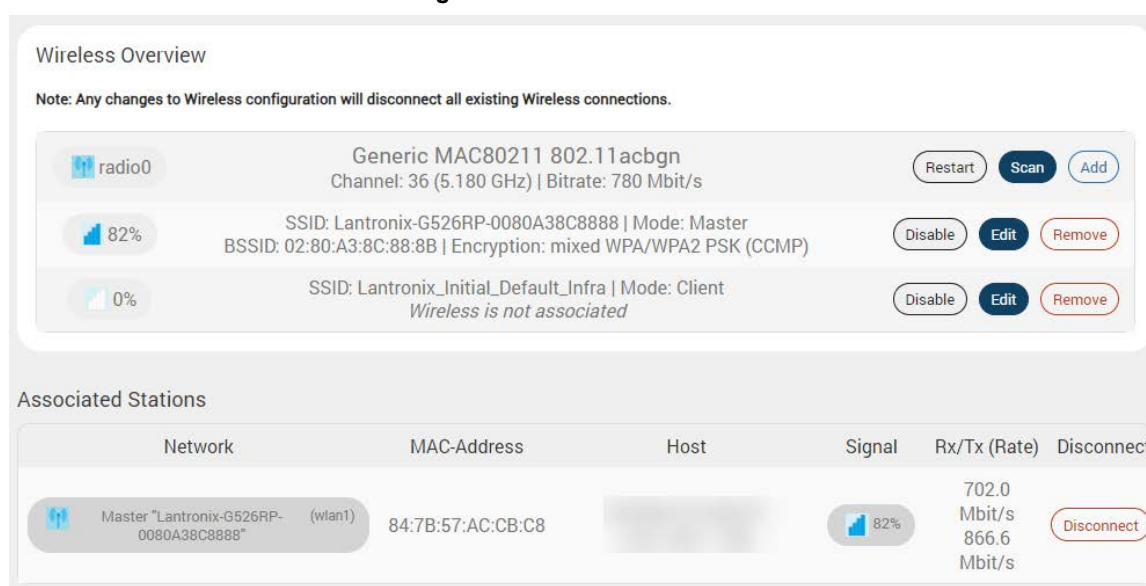 Wireless Overview
Note: Any changes to Wireless configuration will disconnect all existing Wireless connections.
radio0
Generic MAC80211 802.11acbgn
Channel: 36 (5.180 GHz) | Bitrate: 780 Mbit/s
Restart Scan Add
82%
SSID: Lantronix-G526RP-0080A38C8888 | Mode: Master
BSSID: 02:80:A3:8C:88:8B | Encryption: mixed WPA/WPA2 PSK (CCMP)
Disable Edit Remove
0%
SSID: Lantronix_Initial_Default_Infra | Mode: Client
Wireless is not associated
Disable Edit Remove
Associated Stations
Network MAC-Address Host Signal Rx/Tx (Rate) Disconnec
Master "Lantronix-G526RP- (wlan1)
0080A38C8888"
84:7B:57:AC:CB:C8
82%
702.0
Mbit/s
866.6
Mbit/s
Disconnect